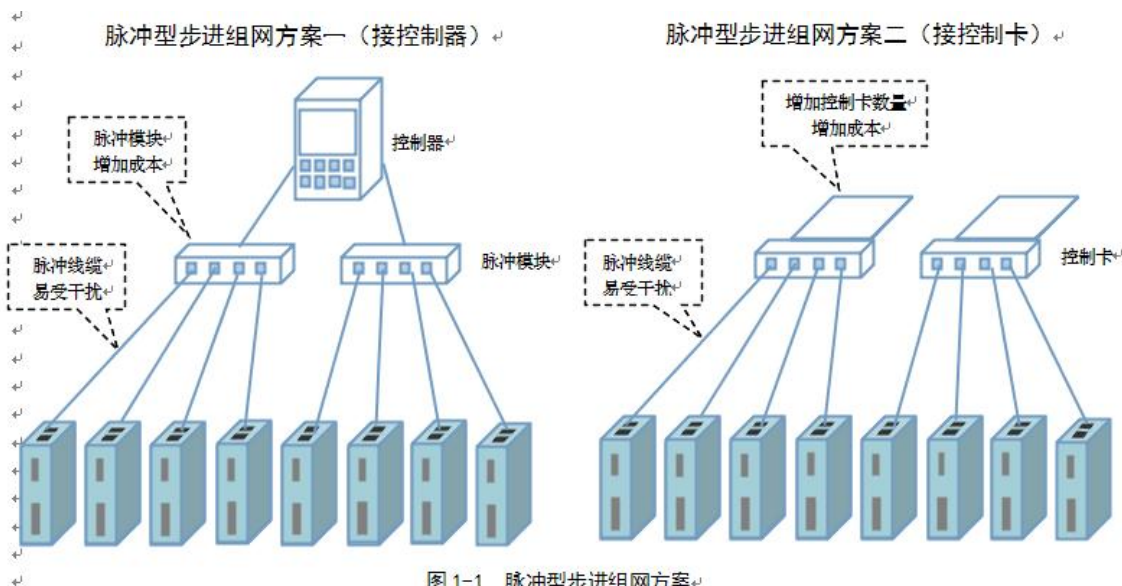 脉冲型步进组网方案一（接控制器）
脉冲型步进组网方案二（接控制卡）
脉冲模块
增加成本
控制器
增加控制卡数量
增加成本
脉冲线缆
易受干扰
脉冲模块
脉冲线缆
易受干扰
控制卡
图 1-1 脉冲型步进组网方案